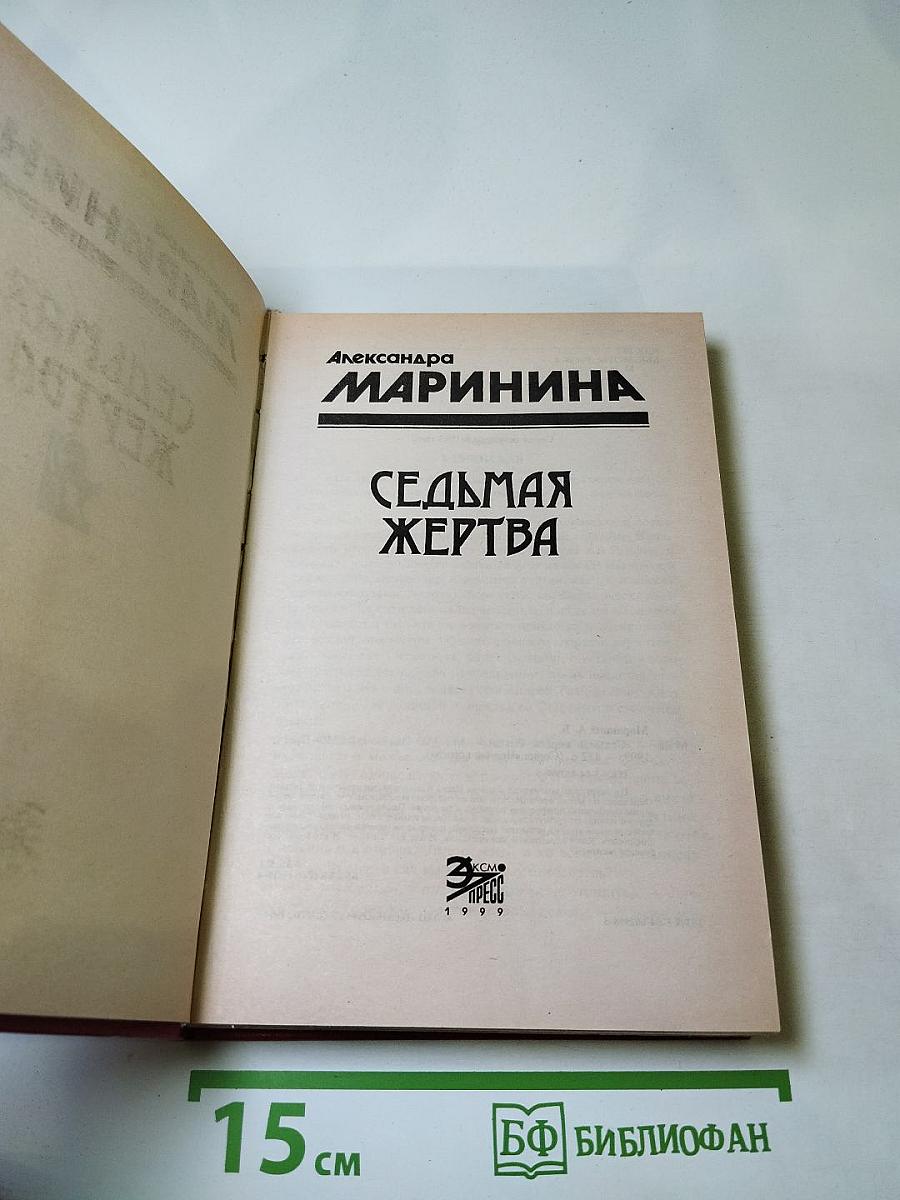 Александра
МАРИНИНА
СЕДЬМАЯ
ЖЕРТВА
ЭКСМО
ПРЕСС
1999
15 см
БФ БИБЛИОФАН